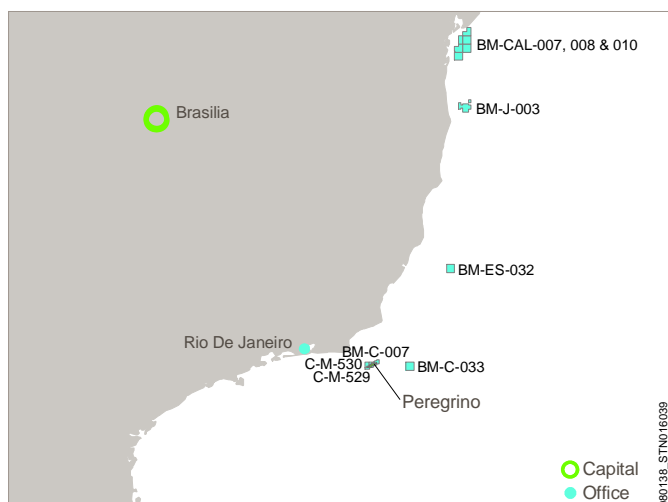 BM-CAL-007, 008 & 010
BM-J-003
Brasilia
BM-ES-032
Rio De Janeiro
BM-C-007
C-M-530
C-M-529
BM-C-033
Peregrino
Capital
Office
80138_STN016039